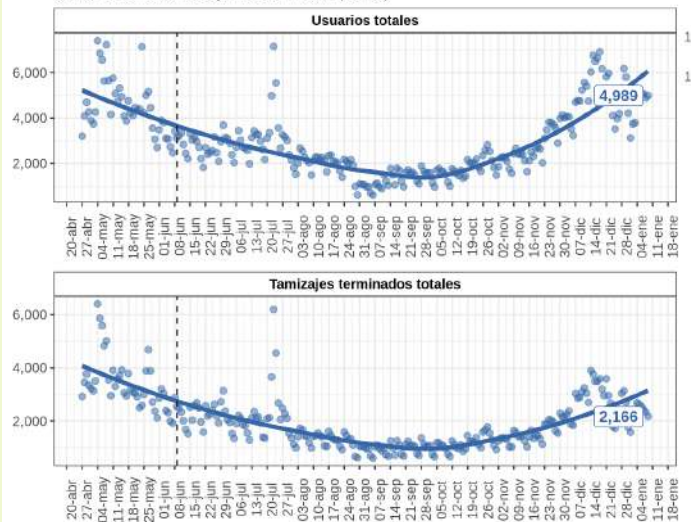 Usuarios totales
6,000
4,000
2,000
4,989
20-abr 27-abr 04-may 11-may 18-may 25-may 01-jun 08-jun 15-jun 22-jun 29-jun 06-jul 13-jul 20-jul 27-jul 03-ago 10-ago 17-ago 24-ago 31-ago 07-sep 14-sep 21-sep 28-sep 05-oct 12-oct 19-oct 26-oct 02-nov 09-nov 16-nov 23-nov 30-nov 07-dic 14-dic 21-dic 28-dic 04-ene 11-ene 18-ene
Tamizajes terminados totales
6,000
4,000
2,000
2,166
20-abr 27-abr 04-may 11-may 18-may 25-may 01-jun 08-jun 15-jun 22-jun 29-jun 06-jul 13-jul 20-jul 27-jul 03-ago 10-ago 17-ago 24-ago 31-ago 07-sep 14-sep 21-sep 28-sep 05-oct 12-oct 19-oct 26-oct 02-nov 09-nov 16-nov 23-nov 30-nov 07-dic 14-dic 21-dic 28-dic 04-ene 11-ene 18-ene